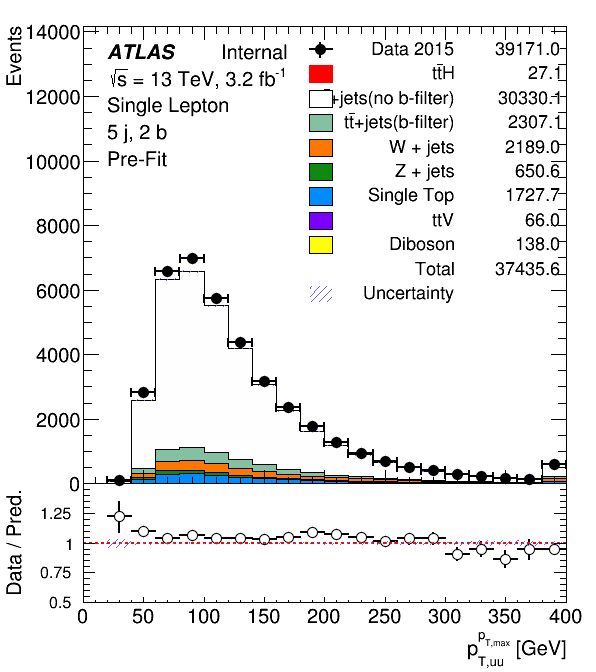 Events
14000
12000
10000
8000
6000
4000
2000
0
ATLAS Internal
√s = 13 TeV, 3.2 fb-1
Single Lepton
5 j, 2 b
Pre-Fit
Data 2015 39171.0
tt̄H 27.1
+jets(no b-filter) 30330.1
tt̄+jets(b-filter) 2307.1
W + jets 2189.0
Z + jets 650.6
Single Top 1727.7
ttV 66.0
Diboson 138.0
Total 37435.6
Uncertainty
Data / Pred.
1.25
1
0.75
0.5
0 50 100 150 200 250 300 350 400
pT,uu pT,max [GeV]